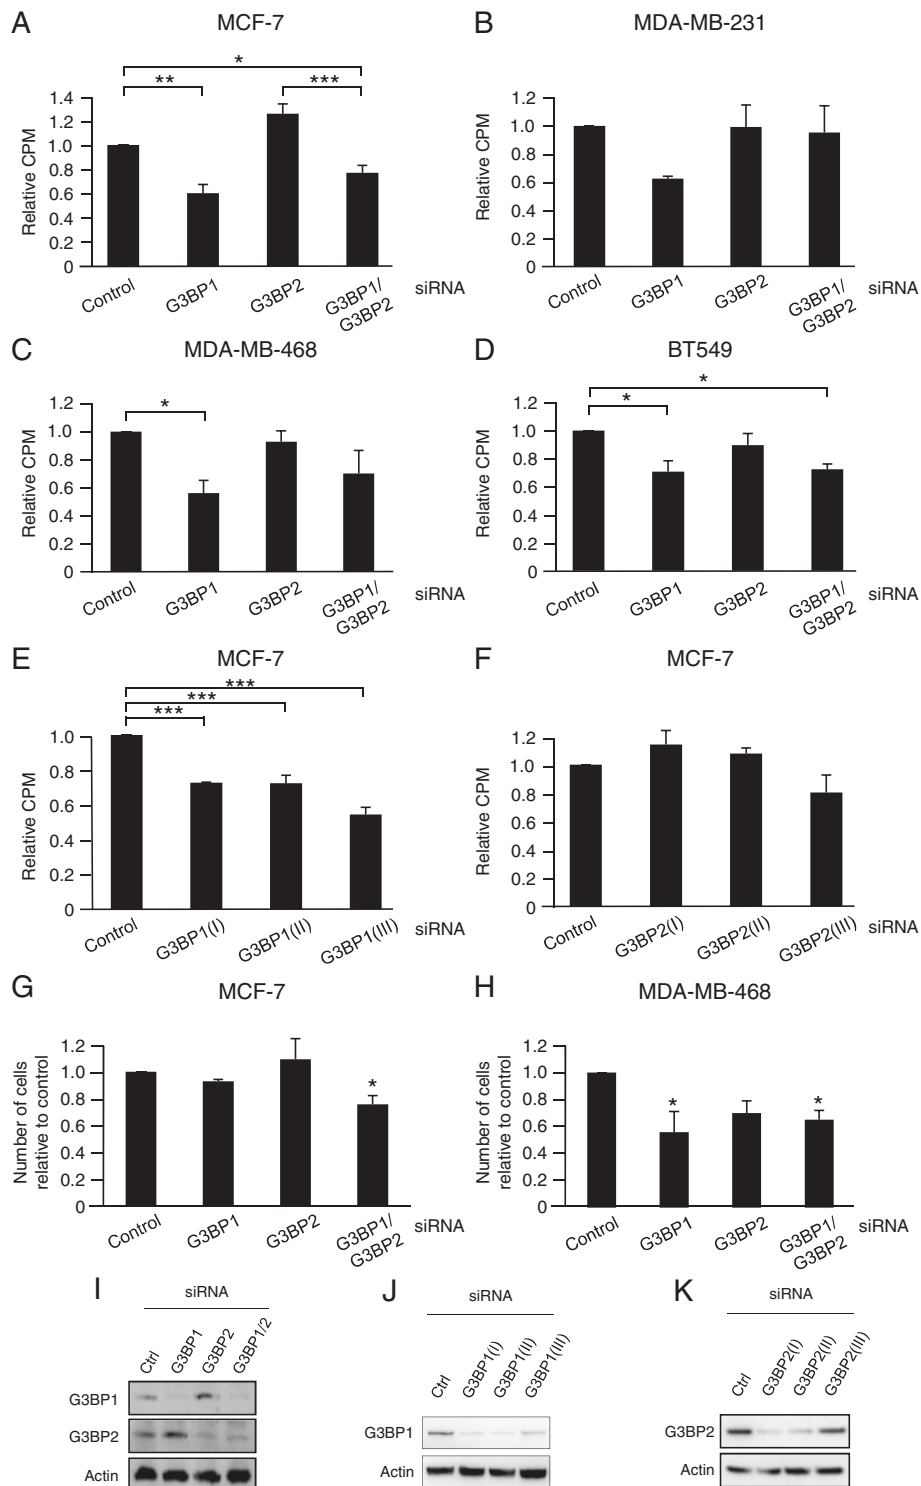 A
MCF-7
*
**
***
Relative CPM
1.4
1.2
1.0
0.8
0.6
0.4
0.2
0
Control
G3BP1
G3BP2
G3BP1/
G3BP2
siRNA
B
MDA-MB-231
Relative CPM
1.2
1.0
0.8
0.6
0.4
0.2
0
Control
G3BP1
G3BP2
G3BP1/
G3BP2
siRNA
C
MDA-MB-468
*
Relative CPM
1.2
1.0
0.8
0.6
0.4
0.2
0
Control
G3BP1
G3BP2
G3BP1/
G3BP2
siRNA
D
BT549
*
*
Relative CPM
1.2
1.0
0.8
0.6
0.4
0.2
0
Control
G3BP1
G3BP2
G3BP1/
G3BP2
siRNA
E
MCF-7
***
***
***
Relative CPM
1.0
0.8
0.6
0.4
0.2
0
Control
G3BP1(I)
G3BP1(II)
G3BP1(III)
siRNA
F
MCF-7
Relative CPM
1.2
1.0
0.8
0.6
0.4
0.2
0
Control
G3BP2(I)
G3BP2(II)
G3BP2(III)
siRNA
G
MCF-7
Number of cells
relative to control
1.2
1.0
0.8
0.6
0.4
0.2
0
*
Control
G3BP1
G3BP2
G3BP1/
G3BP2
siRNA
H
MDA-MB-468
Number of cells
relative to control
1.2
1.0
0.8
0.6
0.4
0.2
0
*
*
Control
G3BP1
G3BP2
G3BP1/
G3BP2
siRNA
I
siRNA
Ctrl
G3BP1
G3BP2
G3BP1/2
G3BP1
G3BP2
Actin
J
siRNA
Ctrl
G3BP1(I)
G3BP1(II)
G3BP1(III)
G3BP1
Actin
K
siRNA
Ctrl
G3BP2(I)
G3BP2(II)
G3BP2(III)
G3BP2
Actin